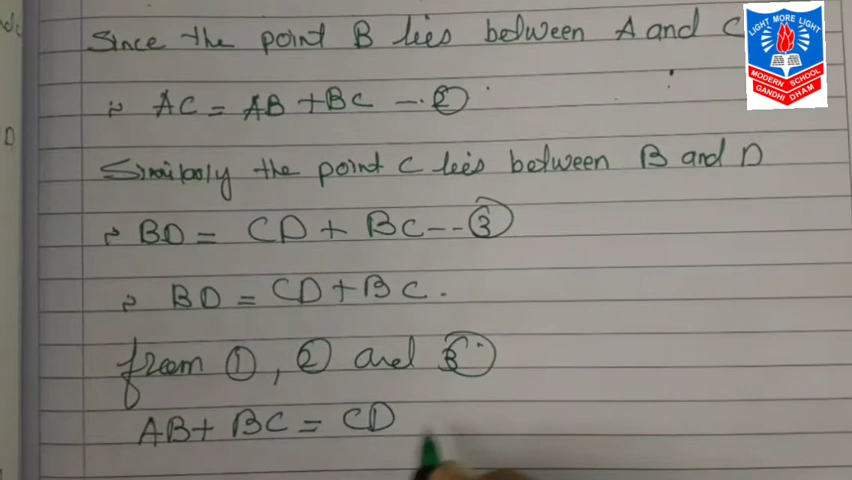 Since the point B lies between A and C
∴ AC = AB + BC -- ②
Similarly the point C lies between B and D
∴ BD = CD + BC -- ③
∴ BD = CD + BC.
from ①, ② and ③
AB + BC = CD
LIGHT MORE LIGHT
MODERN SCHOOL
GANDHI DHAM
D